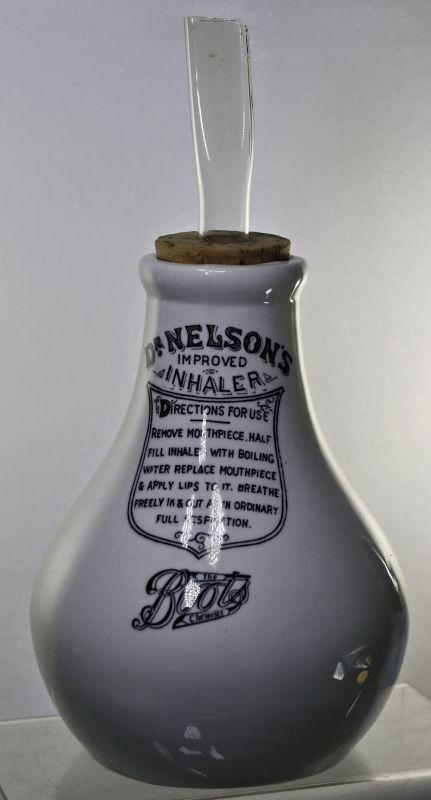 Dr NELSON'S
IMPROVED
INHALER
DIRECTIONS FOR USE
REMOVE MOUTHPIECE, HALF
FILL INHALER WITH BOILING
WATER REPLACE MOUTHPIECE
& APPLY LIPS TO IT. BREATHE
FREELY IN & OUT AS IN ORDINARY
FULL RESPIRATION.
The
Boots
Chemists